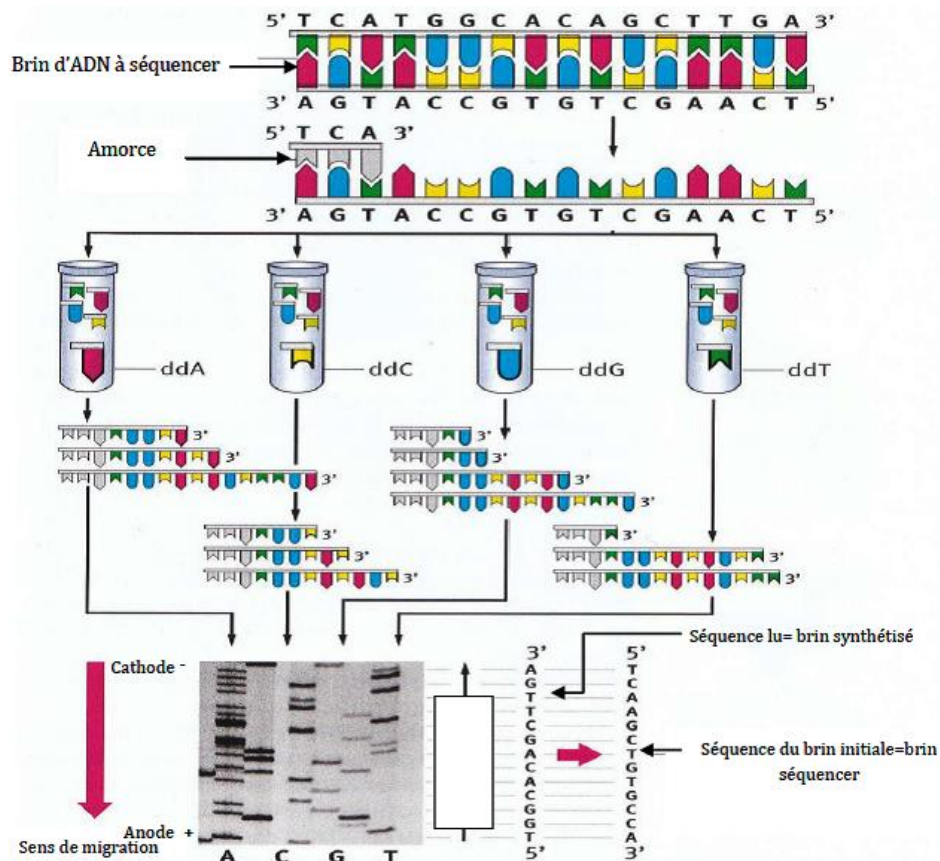 5' T C A T G G C A C A G C T T G A 3'
Brin d'ADN à séquencer
3' A G T A C C G T G T C G A A C T 5'
5' T C A 3'
Amorce
3' A G T A C C G T G T C G A A C T 5'
ddA
ddC
ddG
ddT
3'
3'
3'
3'
3'
3'
3'
3'
3'
3'
3'
3'
3'
Séquence lu= brin synthétisé
Cathode -
Anode +
Sens de migration
A C G T
3'
A
G
T
T
C
G
A
C
A
C
G
G
T
5'
5'
T
C
A
A
G
C
T
G
T
G
C
C
A
3'
Séquence du brin initiale=brin
séquencer